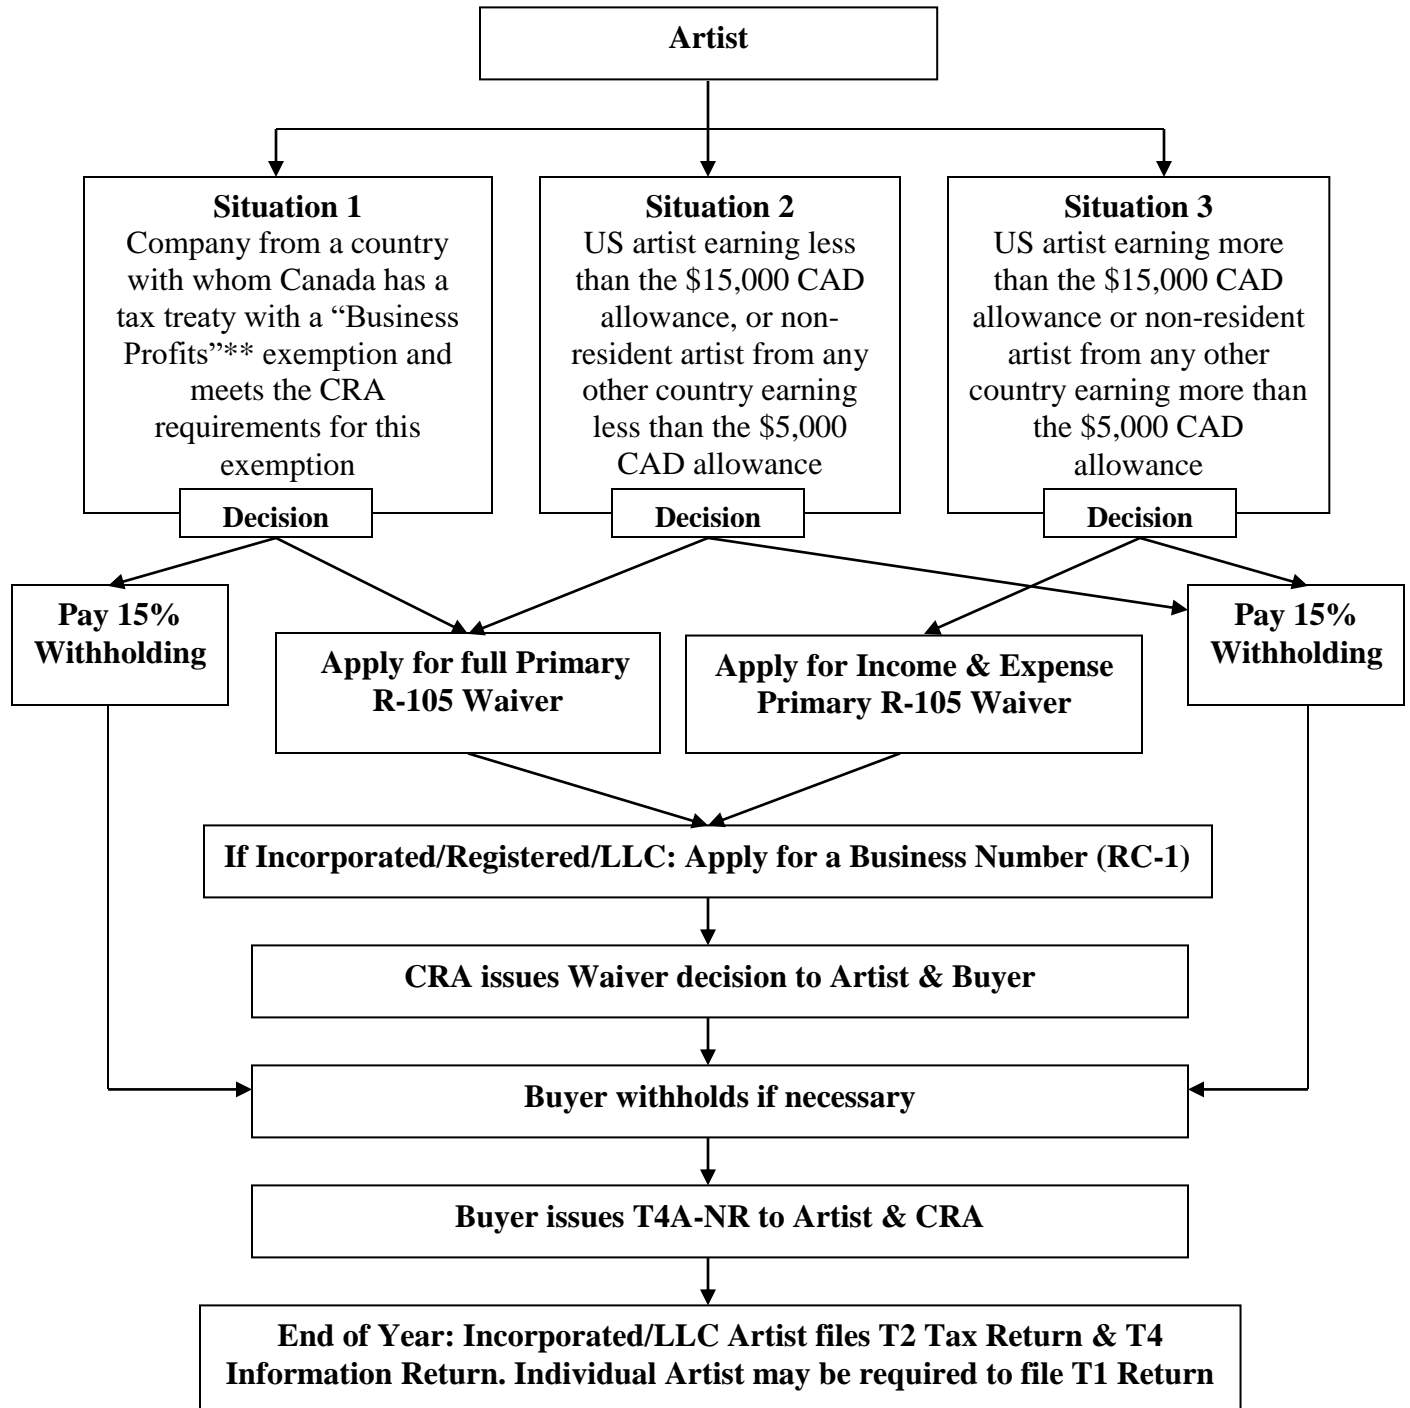 Artist
Situation 1
Company from a country
with whom Canada has a
tax treaty with a “Business
Profits”** exemption and
meets the CRA
requirements for this
exemption
Decision
Situation 2
US artist earning less
than the $15,000 CAD
allowance, or non-
resident artist from any
other country earning
less than the $5,000
CAD allowance
Decision
Situation 3
US artist earning more
than the $15,000 CAD
allowance or non-resident
artist from any other
country earning more than
the $5,000 CAD
allowance
Decision
Pay 15%
Withholding
Apply for full Primary
R-105 Waiver
Apply for Income & Expense
Primary R-105 Waiver
Pay 15%
Withholding
If Incorporated/Registered/LLC: Apply for a Business Number (RC-1)
CRA issues Waiver decision to Artist & Buyer
Buyer withholds if necessary
Buyer issues T4A-NR to Artist & CRA
End of Year: Incorporated/LLC Artist files T2 Tax Return & T4
Information Return. Individual Artist may be required to file T1 Return